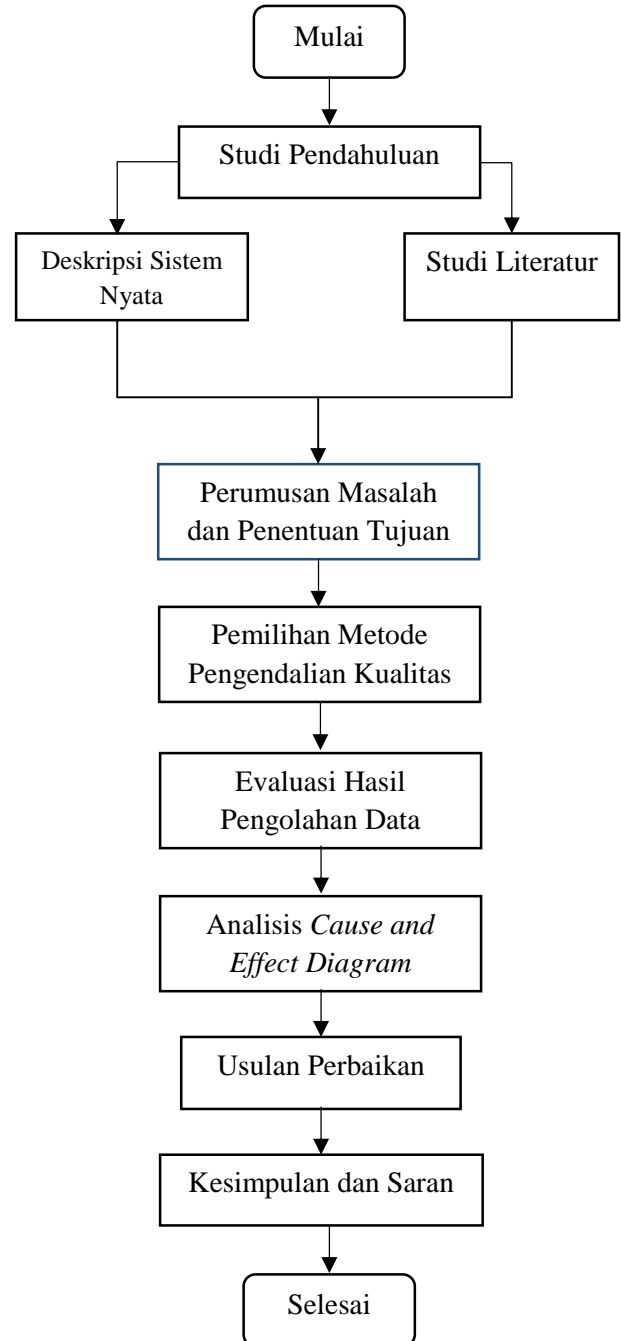 Mulai
Studi Pendahuluan
Deskripsi Sistem
Nyata
Studi Literatur
Perumusan Masalah
dan Penentuan Tujuan
Pemilihan Metode
Pengendalian Kualitas
Evaluasi Hasil
Pengolahan Data
Analisis Cause and
Effect Diagram
Usulan Perbaikan
Kesimpulan dan Saran
Selesai